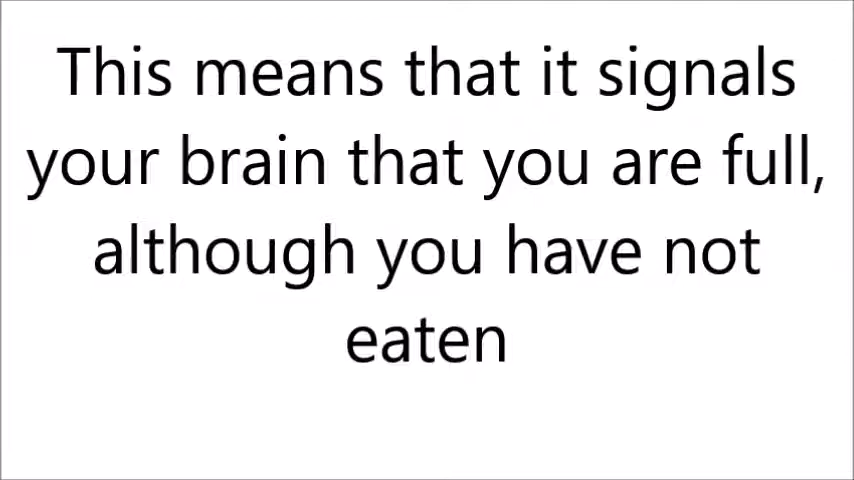 This means that it signals
your brain that you are full,
although you have not
eaten